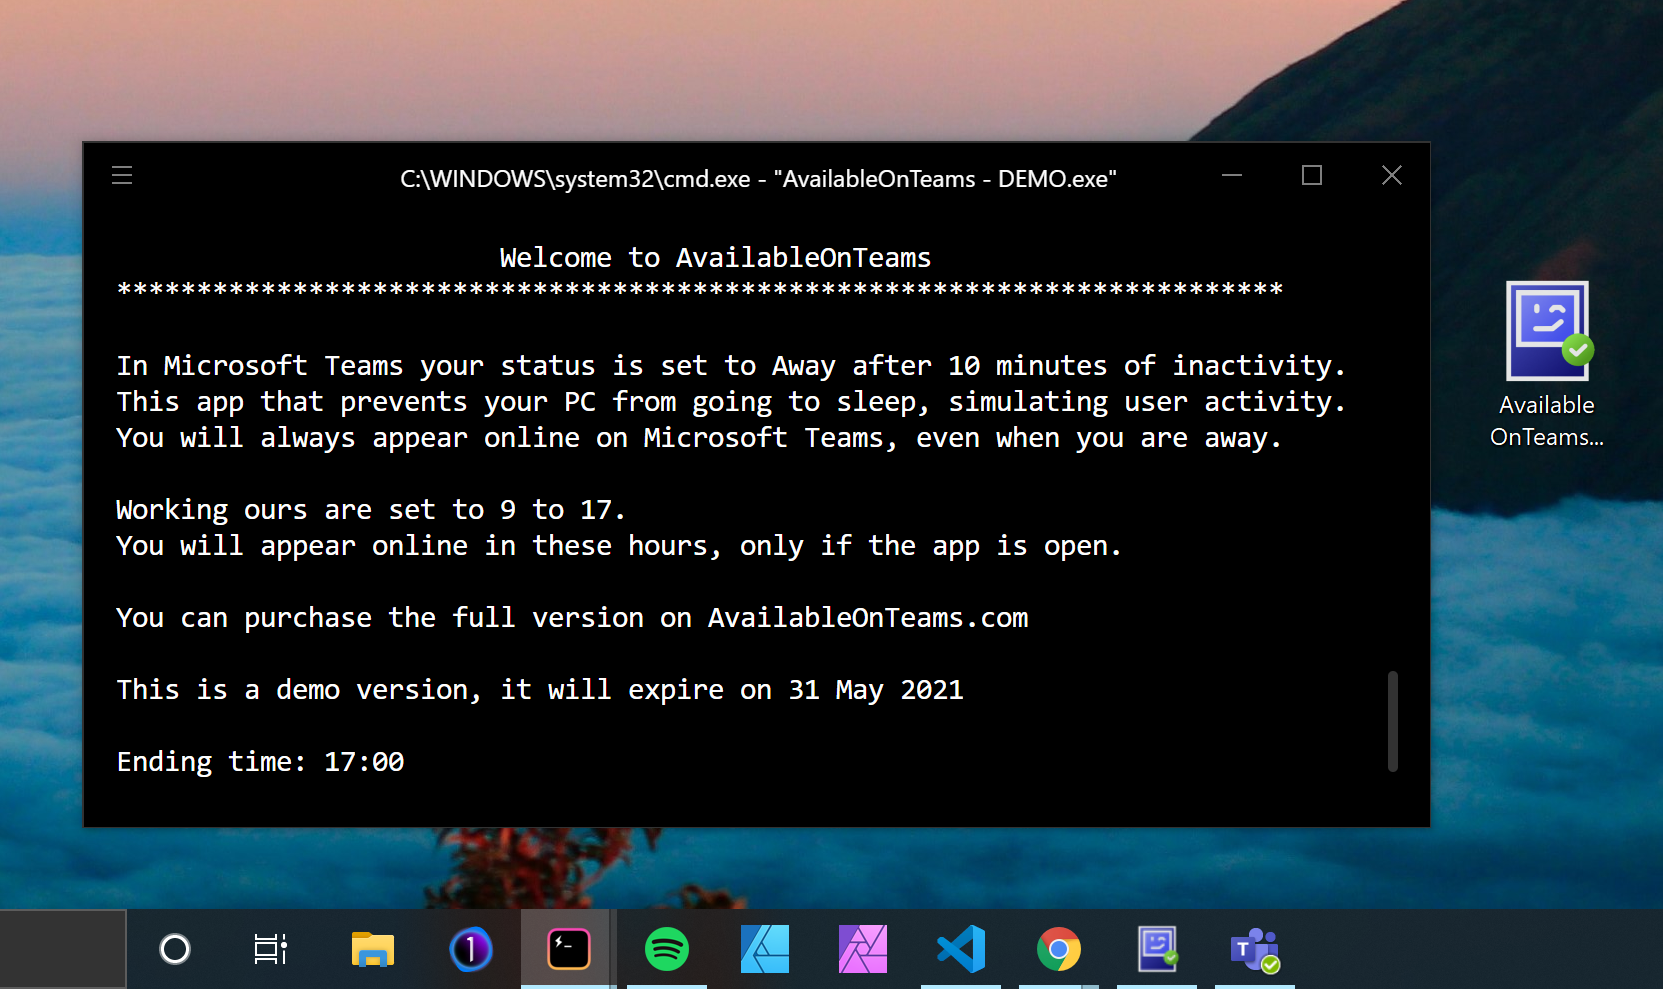 C:\WINDOWS\system32\cmd.exe - "AvailableOnTeams - DEMO.exe"
Welcome to AvailableOnTeams
*************************************************************************
In Microsoft Teams your status is set to Away after 10 minutes of inactivity.
This app that prevents your PC from going to sleep, simulating user activity.
You will always appear online on Microsoft Teams, even when you are away.
Working ours are set to 9 to 17.
You will appear online in these hours, only if the app is open.
You can purchase the full version on AvailableOnTeams.com
This is a demo version, it will expire on 31 May 2021
Ending time: 17:00
Available
OnTeams...
1
T